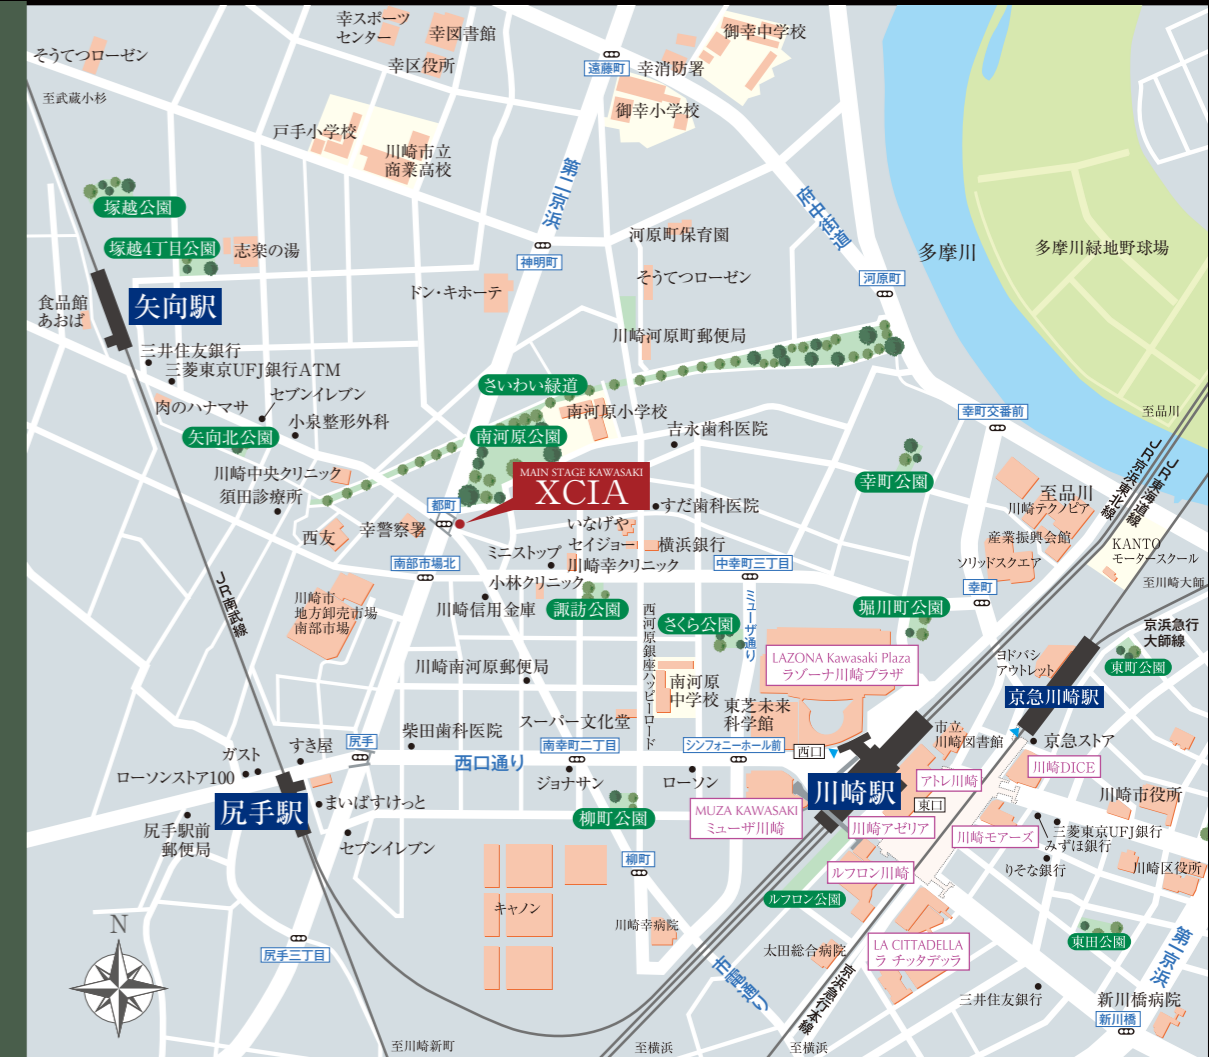 幸スポーツ
センター
幸図書館
御幸中学校
そうてつローゼン
幸区役所
遠藤町
幸消防署
至武蔵小杉
御幸小学校
戸手小学校
川崎市立
商業高校
第二京浜
府中街道
塚越公園
塚越4丁目公園
志楽の湯
河原町保育園
多摩川
多摩川緑地野球場
神明町
そうてつローゼン
河原町
食品館
あおば
矢向駅
ドン・キホーテ
川崎河原町郵便局
三井住友銀行
三菱東京UFJ銀行ATM
さいわい緑道
セブンイレブン
肉のハナマサ
小泉整形外科
南河原小学校
幸町交番前
至品川
矢向北公園
南河原公園
吉永歯科医院
JR東海道線
JR京浜東北線
川崎中央クリニック
須田診療所
MAIN STAGE KAWASAKI
XCIA
幸町公園
至品川
川崎テクノピア
都町
すだ歯科医院
西友
幸警察署
いなげや
セイジョー
横浜銀行
産業振興会館
KANTO
モータースクール
ミニストップ
川崎幸クリニック
南部市場北
中幸町三丁目
ソリッドスクエア
至川崎大師
小林クリニック
幸町
JR南武線
川崎市
地方卸売市場
南部市場
川崎信用金庫
諏訪公園
西河原銀座ハッピーロード
さくら公園
ミューザ通り
堀川町公園
京浜急行
大師線
LAZONA Kawasaki Plaza
ラゾーナ川崎プラザ
ヨドバシ
アウトレット
東町公園
川崎南河原郵便局
南河原
中学校
京急川崎駅
東芝未来
科学館
スーパー文化堂
柴田歯科医院
市立
川崎図書館
京急ストア
尻手
すき屋
ガスト
南幸町二丁目
シンフォニーホール前
西口
西口通り
ローソンストア100
ジョナサン
ローソン
川崎駅
アトレ川崎
川崎DICE
尻手駅
まいばすけっと
MUZA KAWASAKI
ミューザ川崎
東口
川崎市役所
柳町公園
川崎アゼリア
川崎モアーズ
三菱東京UFJ銀行
みずほ銀行
尻手駅前
郵便局
セブンイレブン
柳町
ルフロン川崎
りそな銀行
川崎区役所
ルフロン公園
キャノン
川崎幸病院
N
尻手三丁目
太田総合病院
LA CITTADELLA
ラ チッタデッラ
東田公園
第二京浜
市電通り
京浜急行本線
三井住友銀行
新川橋病院
新川橋
至川崎新町
至横浜
至横浜